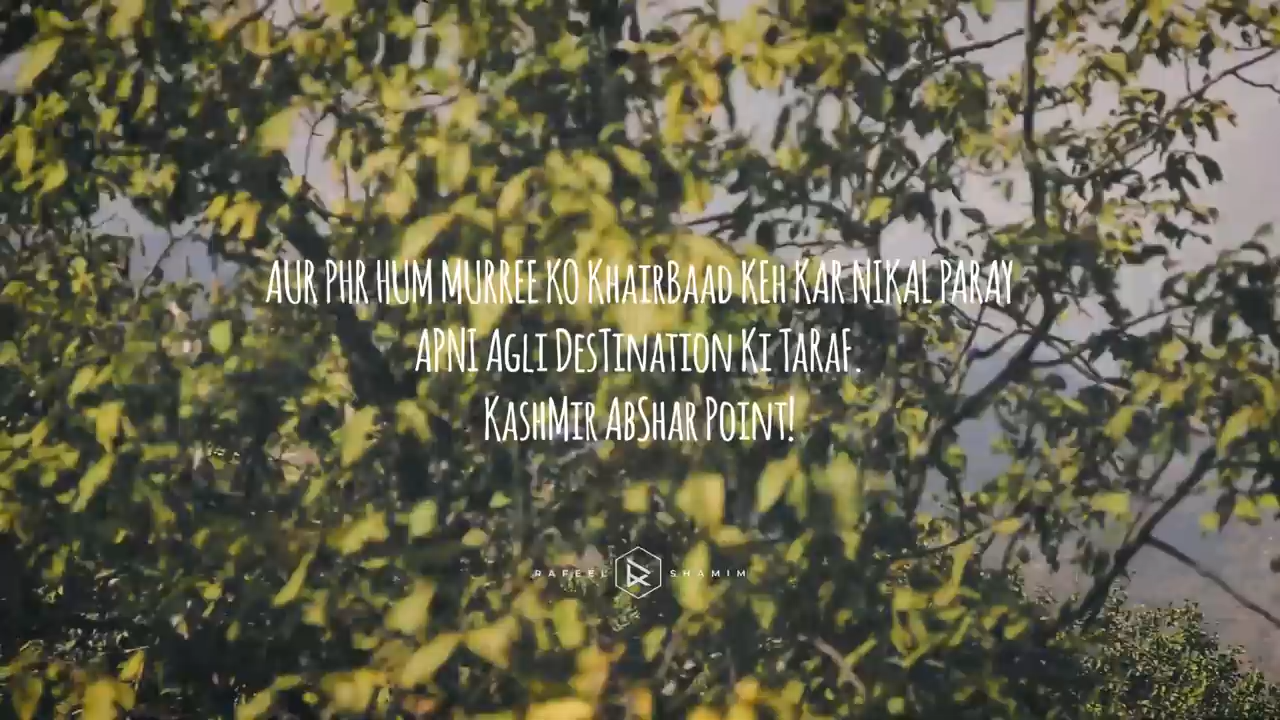 AUR PHR HUM MURREE KO KHAIRBAAD KEH KAR NIKAL PARAY
APNI AGLI DESTINATION KI TARAF.
KASHMIR ABSHAR POINT!
RAFEEL SHAMIM